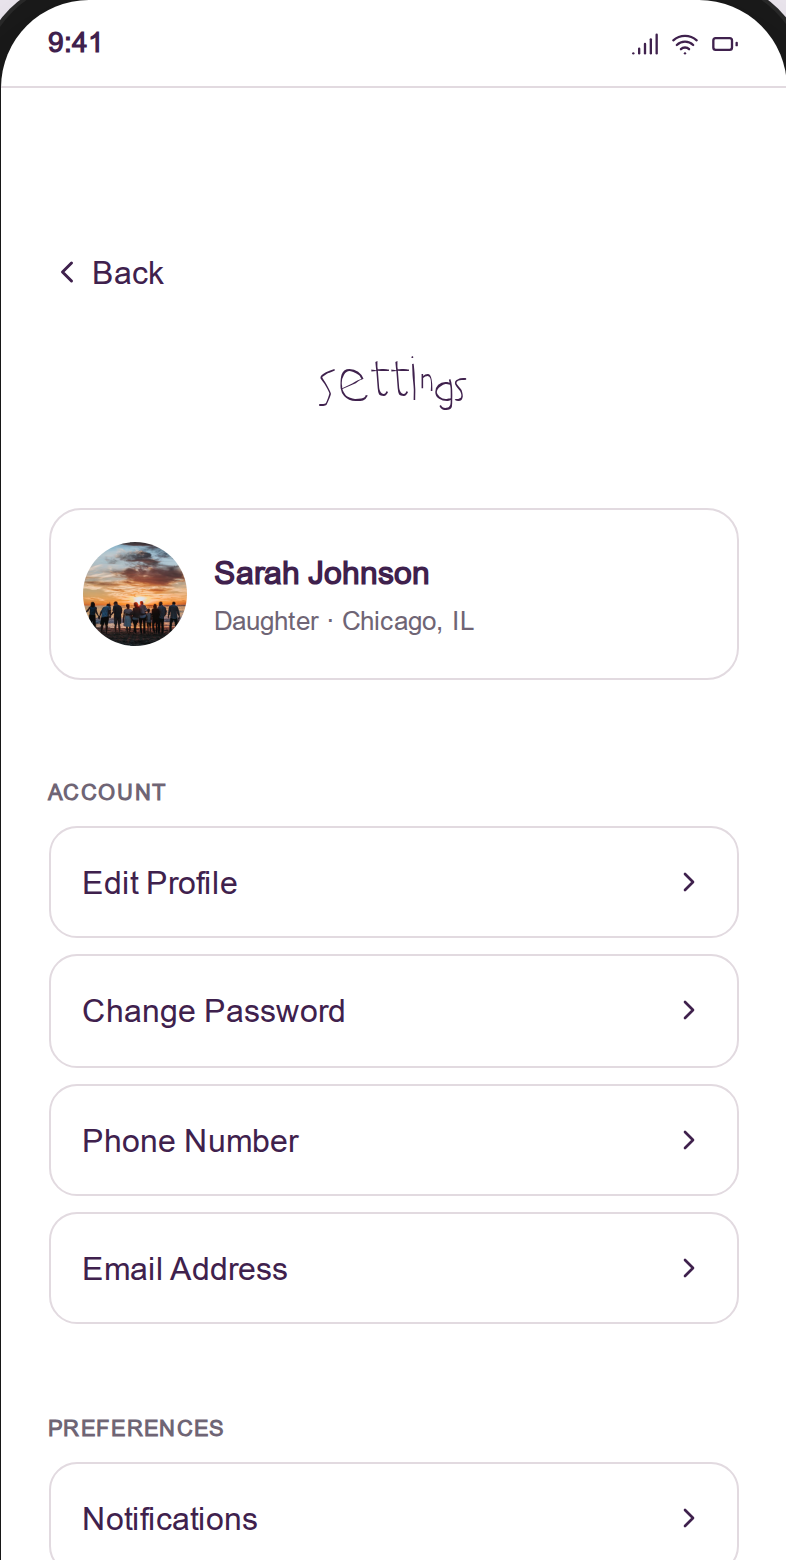 9:41
Back
settings
Sarah Johnson
Daughter · Chicago, IL
ACCOUNT
Edit Profile
Change Password
Phone Number
Email Address
PREFERENCES
Notifications